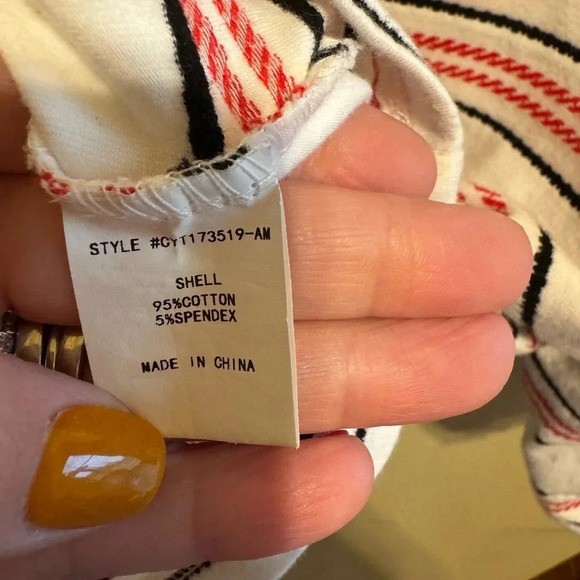 STYLE #CYT173519-AM
SHELL
95%COTTON
5%SPENDEX
MADE IN CHINA